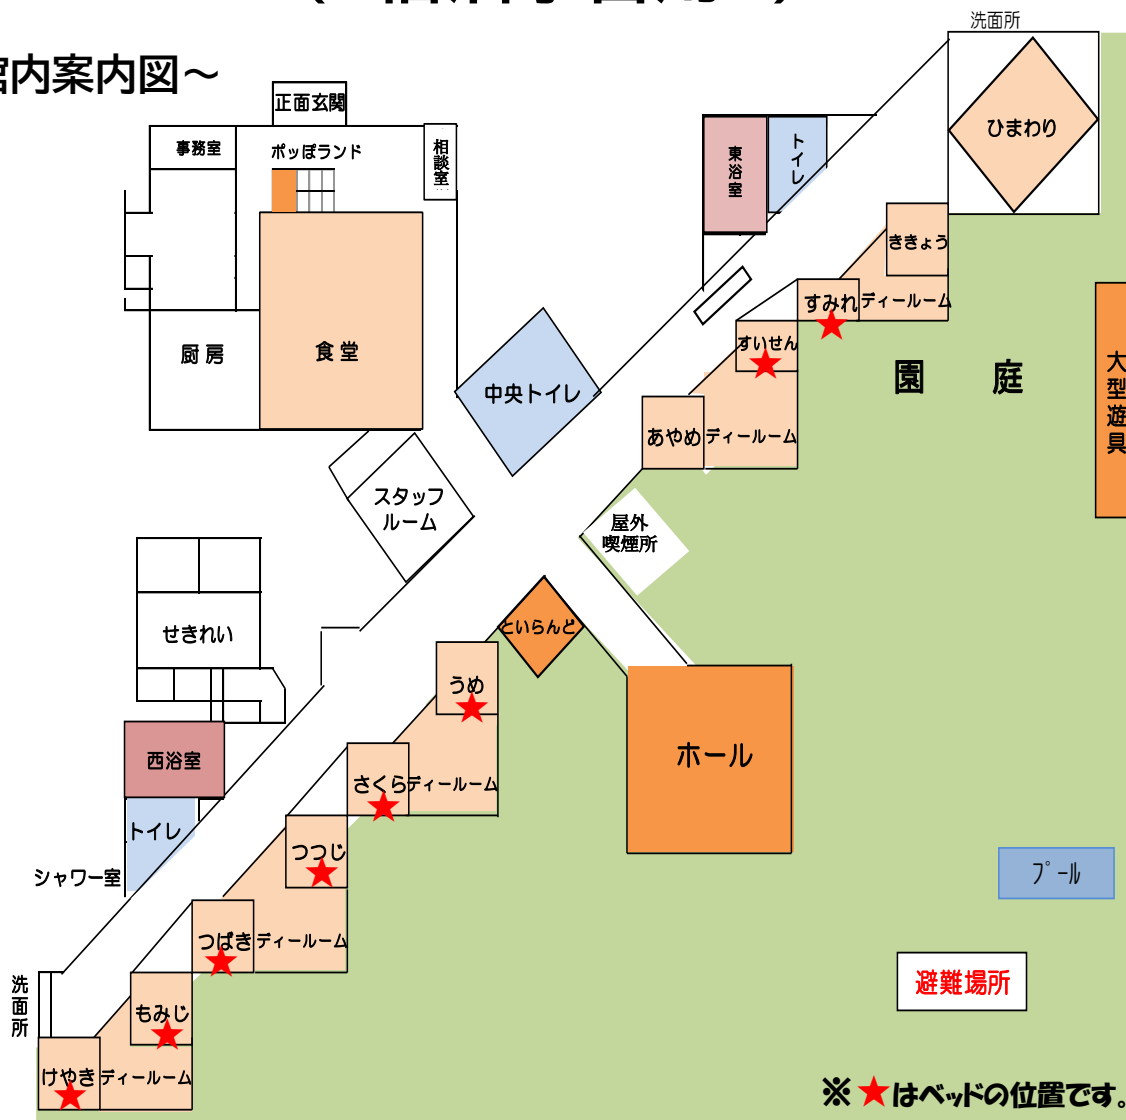 洗面所
館内案内図～
正面玄関
事務室
ポッぽランド
相談室
東浴室
トイレ
ひまわり
ききょう
すみれ
ディールーム
すいせん
園 庭
大型遊具
厨房
食堂
中央トイレ
あやめ
ディールーム
スタッフ
ルーム
屋外
喫煙所
せきれい
といらんど
うめ
ホール
西浴室
さくら
ディールーム
トイレ
つつじ
シャワー室
プール
つばき
ディールーム
洗面所
避難場所
もみじ
けやき
ディールーム
※★はベッドの位置です。